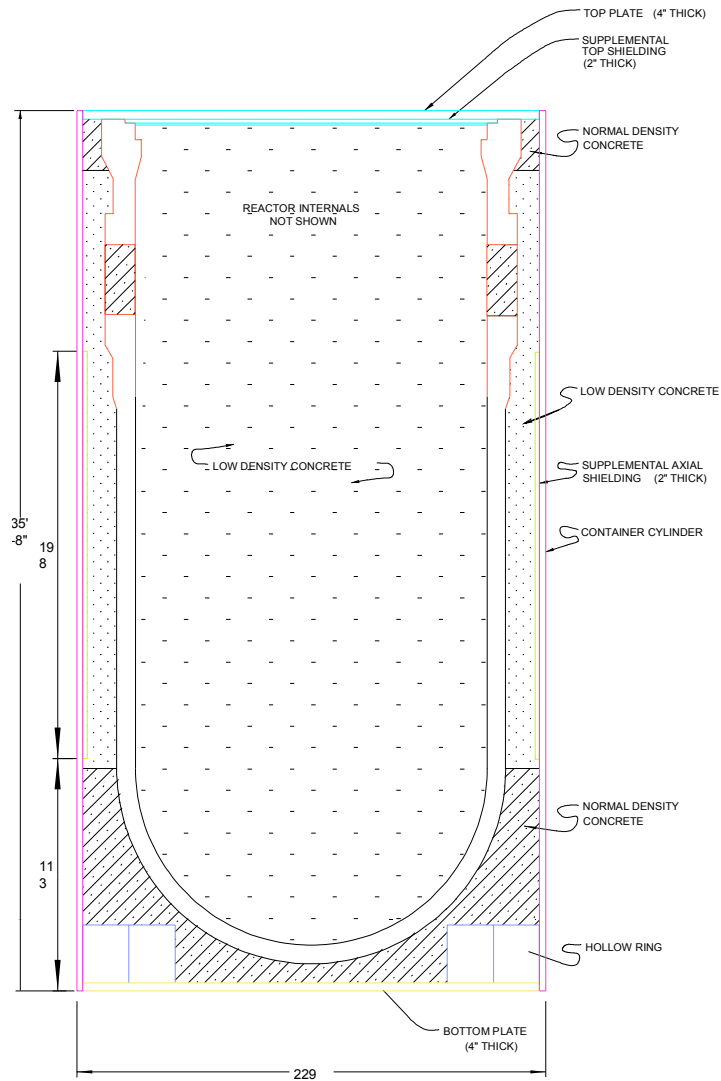 TOP PLATE (4" THICK)
SUPPLEMENTAL
TOP SHIELDING
(2" THICK)
NORMAL DENSITY
CONCRETE
REACTOR INTERNALS
NOT SHOWN
LOW DENSITY CONCRETE
LOW DENSITY CONCRETE
SUPPLEMENTAL AXIAL
SHIELDING (2" THICK)
35'
-8"
19
8
CONTAINER CYLINDER
NORMAL DENSITY
CONCRETE
11
3
HOLLOW RING
BOTTOM PLATE
(4" THICK)
229